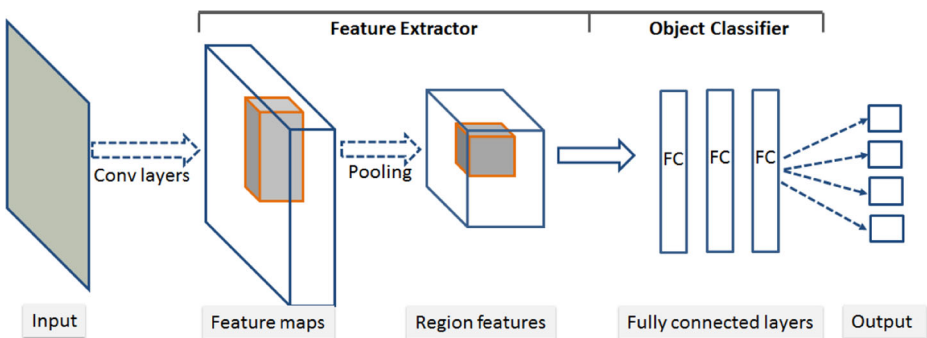 Feature Extractor
Object Classifier
Conv layers
Pooling
FC
FC
FC
Input
Feature maps
Region features
Fully connected layers
Output